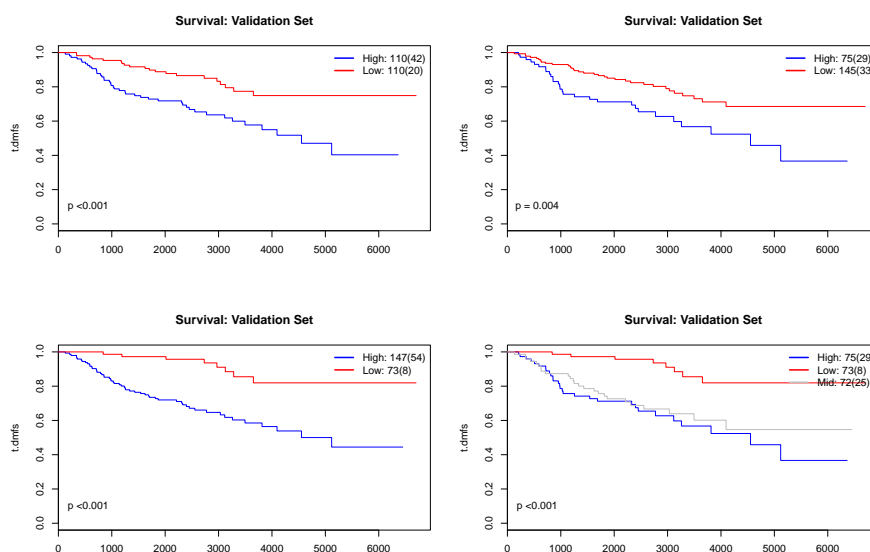 Survival: Validation Set
High: 110(42)
Low: 110(20)
t.dmfs
0.0 0.2 0.4 0.6 0.8 1.0
p <0.001
0 1000 2000 3000 4000 5000 6000
Survival: Validation Set
High: 75(29)
Low: 145(33
t.dmfs
0.0 0.2 0.4 0.6 0.8 1.0
p = 0.004
0 1000 2000 3000 4000 5000 6000
Survival: Validation Set
High: 147(54)
Low: 73(8)
t.dmfs
0.0 0.2 0.4 0.6 0.8 1.0
p <0.001
0 1000 2000 3000 4000 5000 6000
Survival: Validation Set
High: 75(29
Low: 73(8)
Mid: 72(25)
t.dmfs
0.0 0.2 0.4 0.6 0.8 1.0
p <0.001
0 1000 2000 3000 4000 5000 6000